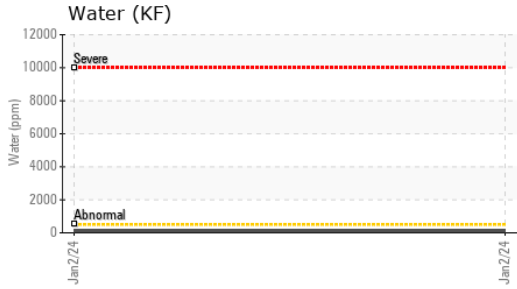 Water (KF)
12000
Severe
10000
8000
6000
4000
2000
Abnormal
0
Water (ppm)
Jan2/24
Jan2/24